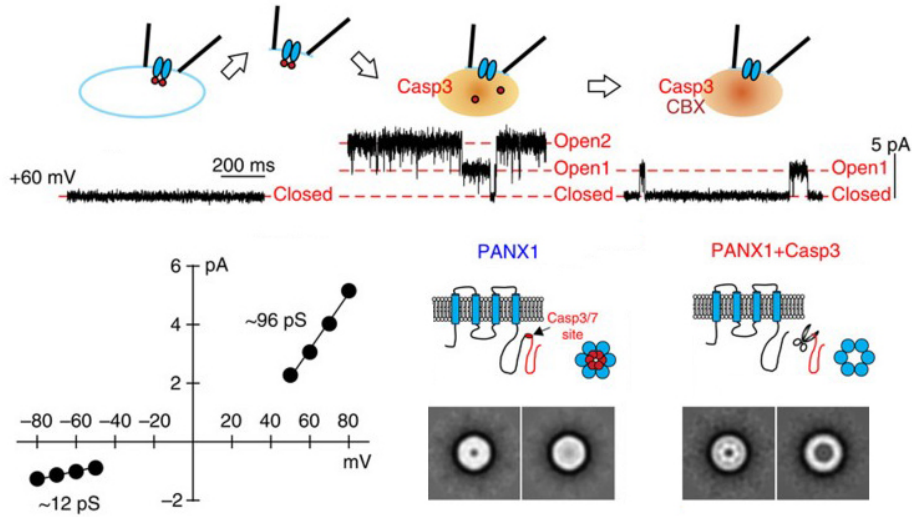 Casp3
Casp3
CBX
200 ms
+60 mV
Closed
Open2
Open1
Closed
5 pA
Open1
Closed
6
pA
4
2
−2
~96 pS
−80 −60 −40 −20
20 40 60 80
mV
~12 pS
PANX1
Casp3/7
site
PANX1+Casp3